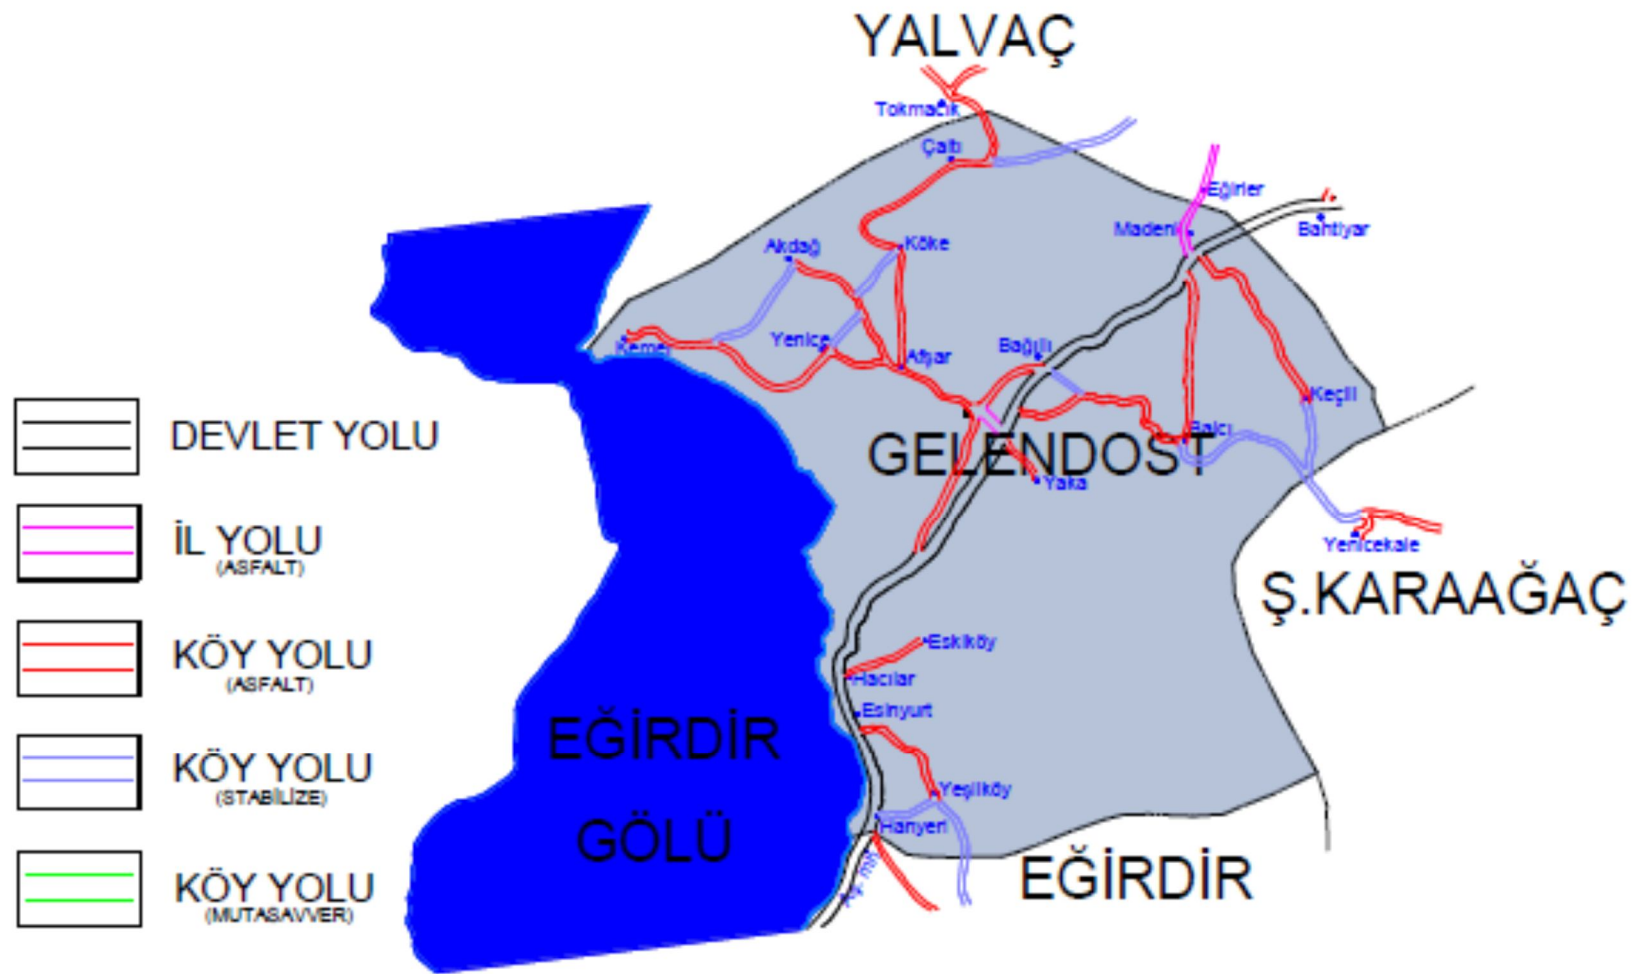 YALVAÇ
Tokmacık
Çaltı
Eğirler
Madenli
Bahtiyar
Akdağ
Köke
Kemer
Yenice
Afşar
Bağıllı
Keçili
Balcı
GELENDOST
Yaka
Yenicekale
Ş.KARAAĞAÇ
Eskiköy
Hacılar
Esinyurt
Yeşilköy
Hanyeri
EĞİRDİR
GÖLÜ
EĞİRDİR
DEVLET YOLU
İL YOLU
(ASFALT)
KÖY YOLU
(ASFALT)
KÖY YOLU
(STABİLİZE)
KÖY YOLU
(MUTASAVVER)